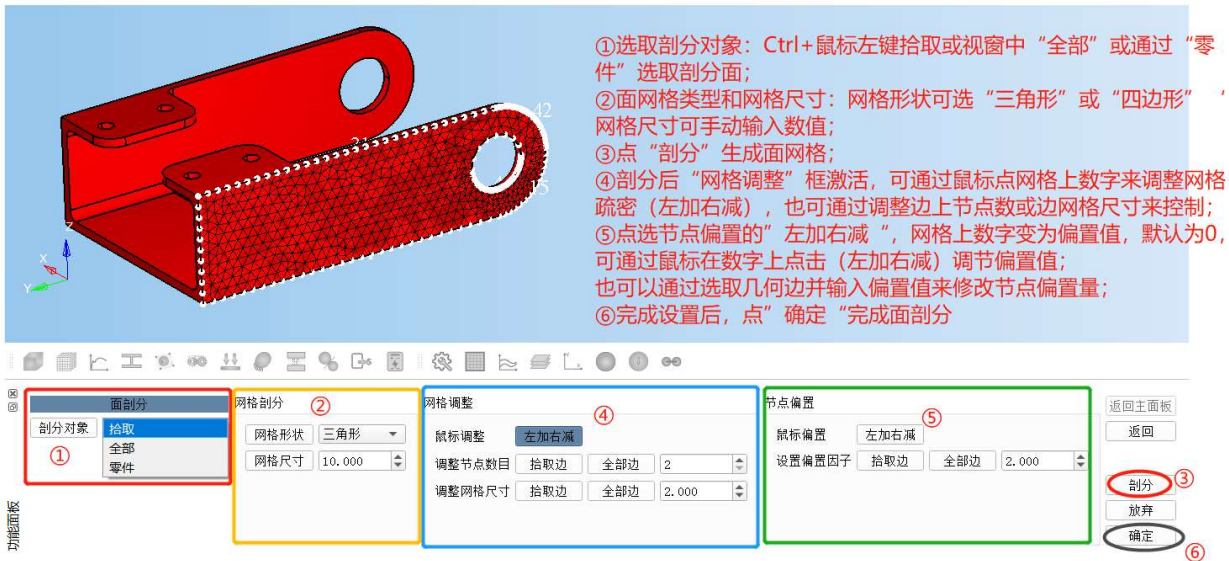 ①选取剖分对象：Ctrl+鼠标左键拾取或视窗中“全部”或通过“零
件”选取剖分面；
②面网格类型和网格尺寸：网格形状可选“三角形”或“四边形”‘
网格尺寸可手动输入数值；
③点“剖分”生成面网格；
④剖分后“网格调整”框激活，可通过鼠标点网格上数字来调整网格
疏密（左加右减），也可通过调整边上节点数或边网格尺寸来控制；
⑤点选节点偏置的”左加右减“，网格上数字变为偏置值，默认为0，
可通过鼠标在数字上点击（左加右减）调节偏置值；
也可以通过选取几何边并输入偏置值来修改节点偏置量；
⑥完成设置后，点”确定“完成面剖分
42
X
Y
Z
面剖分
剖分对象
拾取
全部
零件
①
网格剖分
②
网格形状 三角形
网格尺寸 10.000
网格调整
④
鼠标调整 左加右减
调整节点数目 拾取边 全部边 2
调整网格尺寸 拾取边 全部边 2.000
节点偏置
⑤
鼠标偏置 左加右减
设置偏置因子 拾取边 全部边 2.000
返回主面板
返回
剖分 ③
放弃
确定
⑥
功能面板